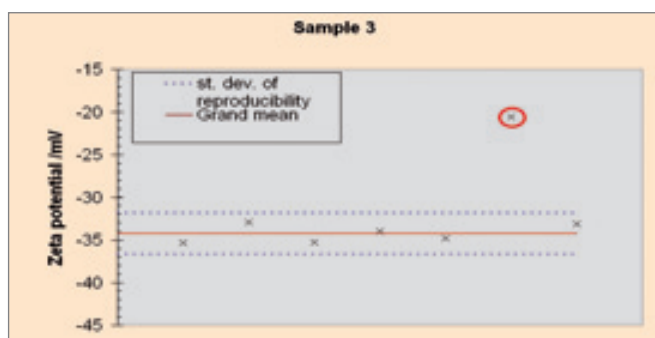 Sample 3
-15
-20
-25
-30
-35
-40
-45
Zeta potential /mV
st. dev. of
reproducibility
Grand mean